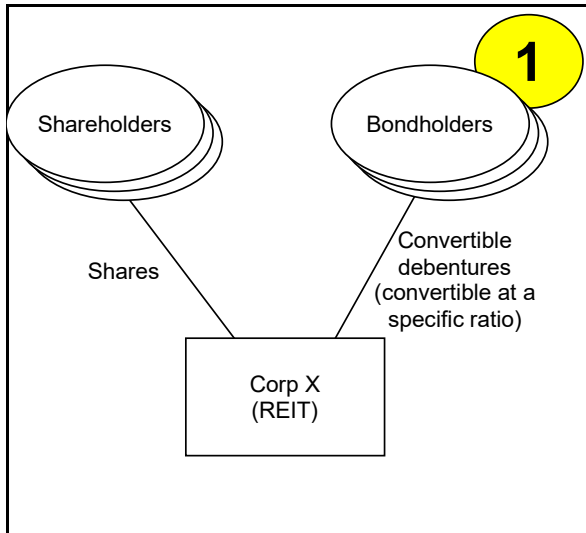 1
Shareholders
Bondholders
Shares
Convertible
debentures
(convertible at a
specific ratio)
Corp X
(REIT)